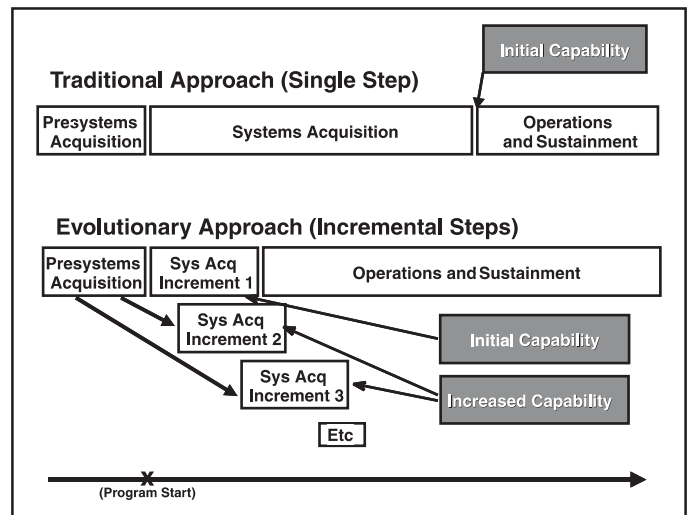 Initial Capability
Traditional Approach (Single Step)
Presystems
Acquisition
Systems Acquisition
Operations
and Sustainment
Evolutionary Approach (Incremental Steps)
Presystems
Acquisition
Sys Acq
Increment 1
Operations and Sustainment
Sys Acq
Increment 2
Initial Capability
Sys Acq
Increment 3
Increased Capability
Etc
X
(Program Start)